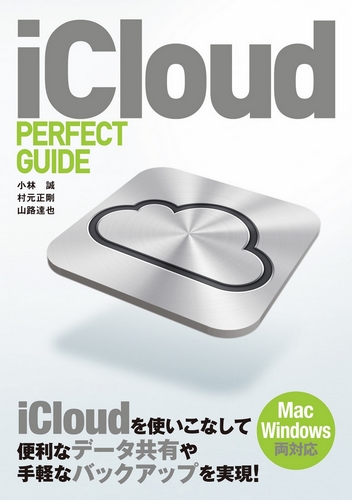 iCloud
PERFECT
GUIDE
小林 誠
村元正剛
山路達也
iCloudを使いこなして
便利なデータ共有や
手軽なバックアップを実現!
Mac
Windows
両対応